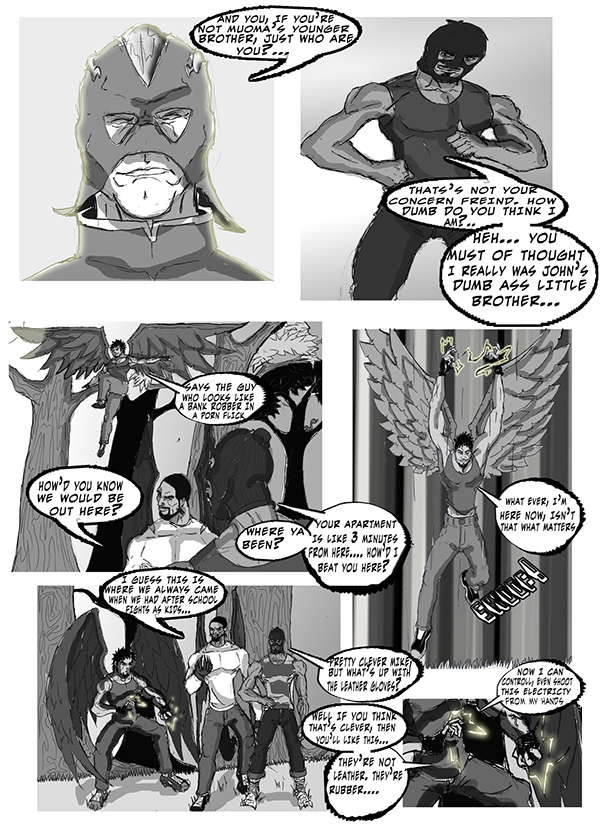 AND YOU, IF YOU'RE
NOT MUOMA'S YOUNGER
BROTHER, JUST WHO ARE
YOU?...
THATS'S NOT YOUR
CONCERN FREIND. HOW
DUMB DO YOU THINK I
AM?..
HEH... YOU
MUST OF THOUGHT
I REALLY WAS JOHN'S
DUMB ASS LITTLE
BROTHER...
SAYS THE GUY
WHO LOOKS LIKE
A BANK ROBBER IN
A PORN FLICK
HOW'D YOU KNOW
WE WOULD BE
OUT HERE?
WHERE YA
BEEN?
YOUR APARTMENT
IS LIKE 3 MINUTES
FROM HERE.... HOW'D I
BEAT YOU HERE?
WHAT EVER; I'M
HERE NOW; ISN'T
THAT WHAT MATTERS
I GUESS THIS IS
WHERE WE ALWAYS CAME
WHEN WE HAD AFTER SCHOOL
FIGHTS AS KIDS...
PRETTY CLEVER MIKE;
BUT WHAT'S UP WITH
THE LEATHER GLOVES?
WELL IF YOU THINK
THAT'S CLEVER; THEN
YOU'LL LIKE THIS...
THEY'RE NOT
LEATHER. THEY'RE
RUBBER....
NOW I CAN
CONTROL; EVEN SHOOT
THIS ELECTRICITY
FROM MY HANDS